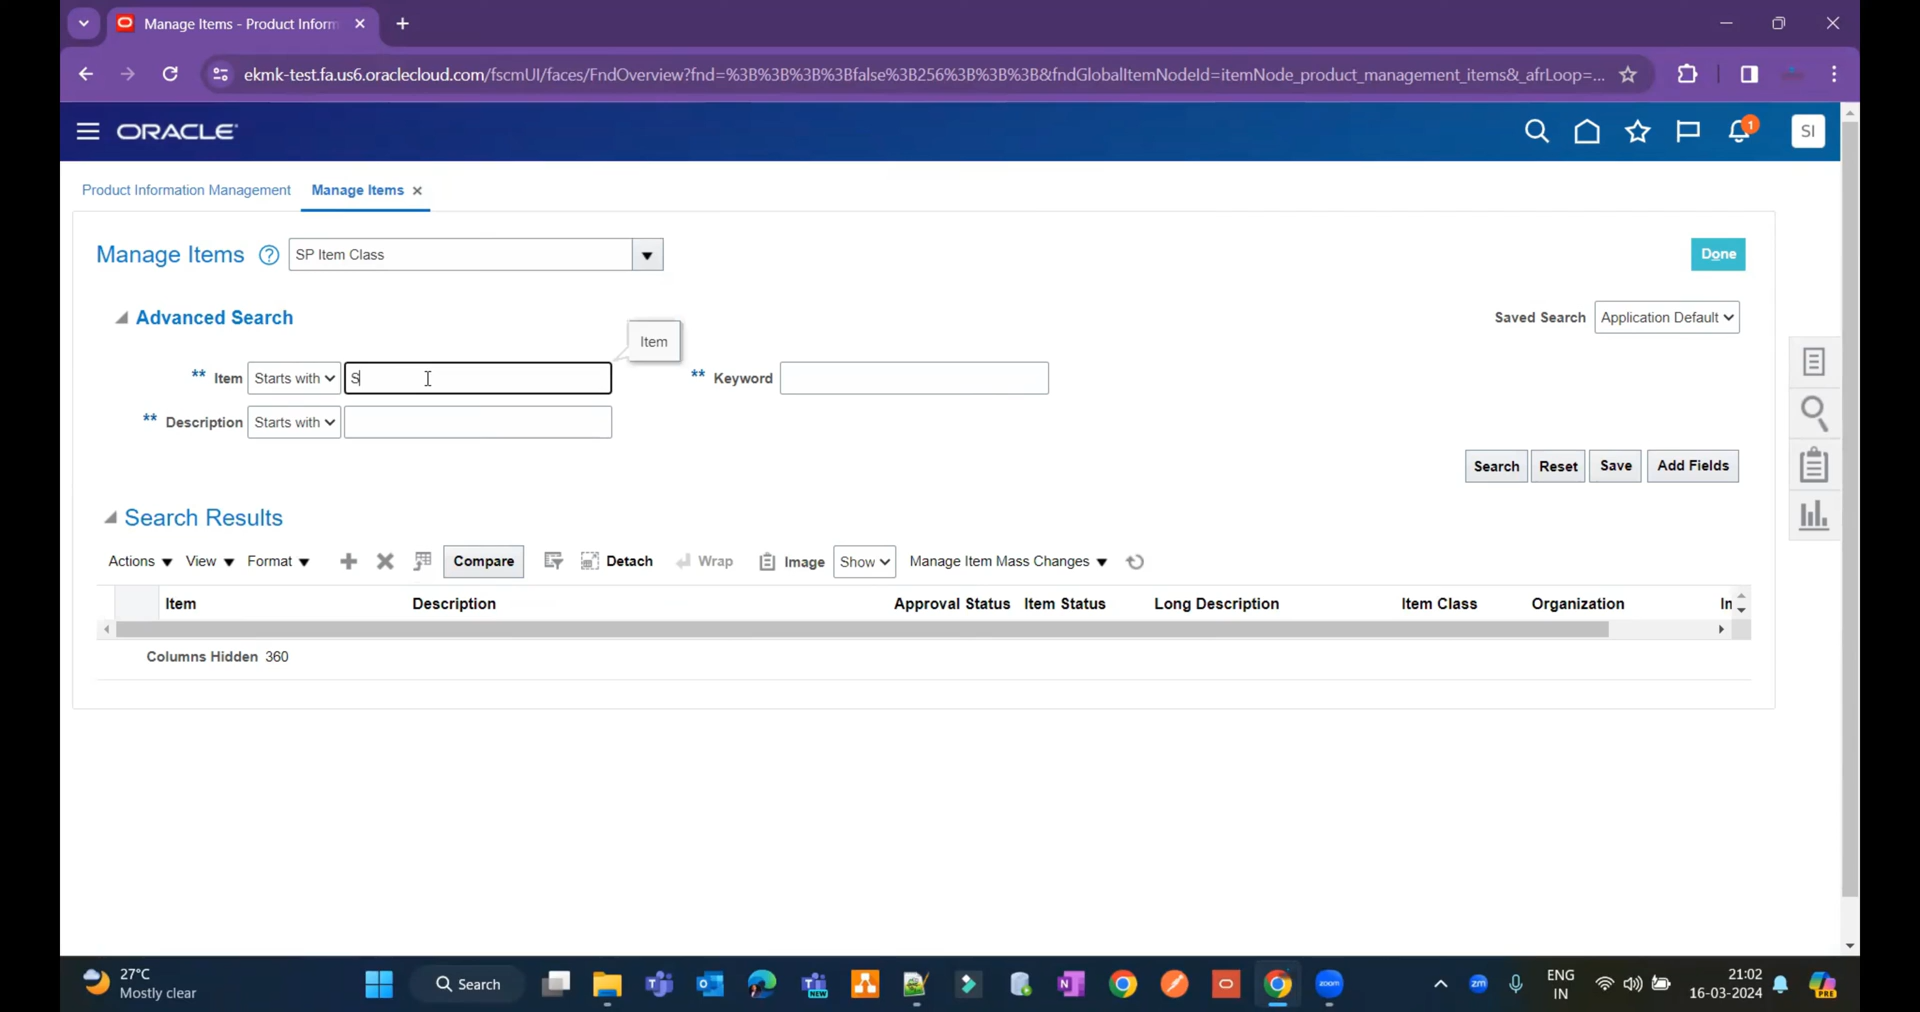 Manage Items - Product Inform
ekmk-test.fa.us6.oraclecloud.com/fscmUI/faces/FndOverview?fnd=%3B%3B%3B%3Bfalse%3B256%3B%3B%3B&fndGlobalItemNodeId=itemNode_product_management_items&_afrLoop=...
ORACLE
1
SI
Product Information Management
Manage Items
Manage Items
?
SP Item Class
Done
Advanced Search
Saved Search
Application Default
Item
** Item
Starts with
S
** Keyword
** Description
Starts with
Search
Reset
Save
Add Fields
Search Results
Actions
View
Format
Compare
Detach
Wrap
Image
Show
Manage Item Mass Changes
Item
Description
Approval Status
Item Status
Long Description
Item Class
Organization
In
Columns Hidden 360
27°C
Mostly clear
Search
NEW
zoom
zm
ENG
IN
21:02
16-03-2024
PRE